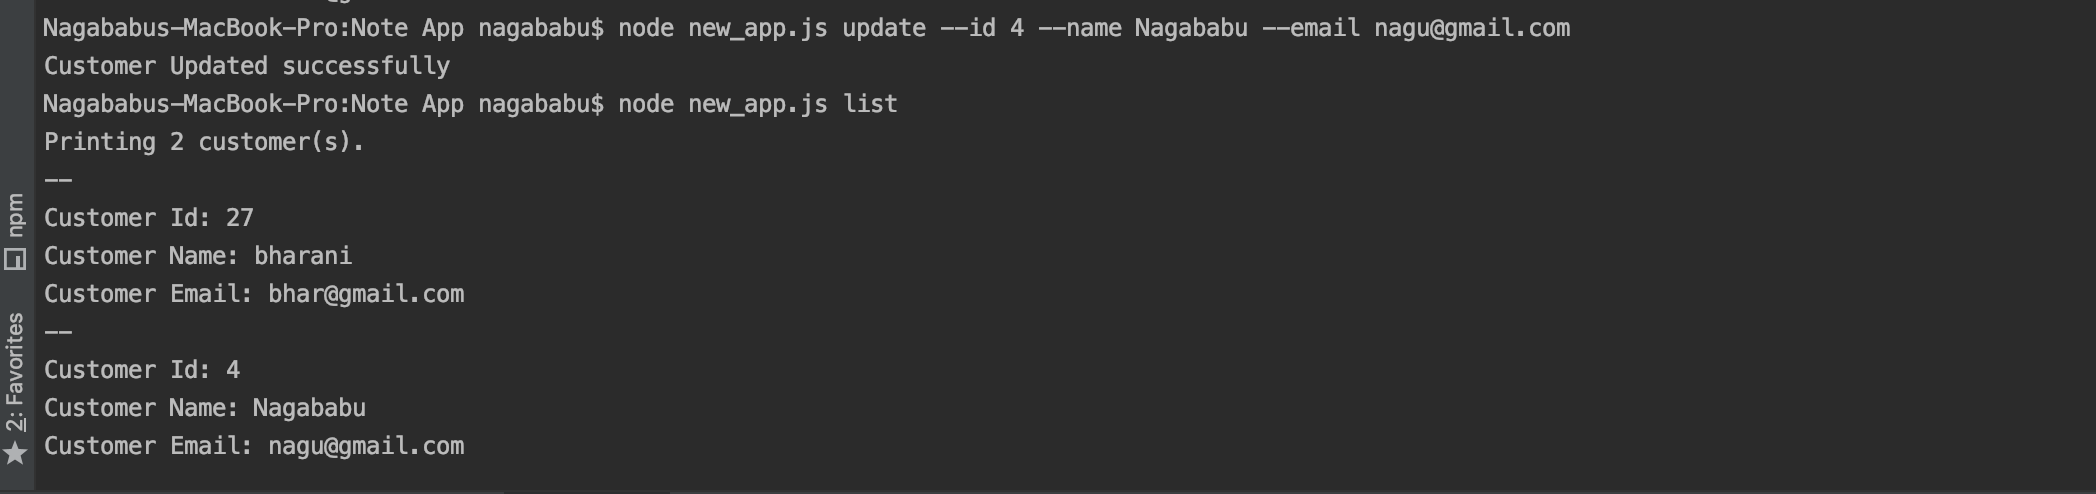 Nagababus-MacBook-Pro:Note App nagababu$ node new_app.js update --id 4 --name Nagababu --email nagu@gmail.com
Customer Updated successfully
Nagababus-MacBook-Pro:Note App nagababu$ node new_app.js list
Printing 2 customer(s).
--
Customer Id: 27
Customer Name: bharani
Customer Email: bhar@gmail.com
--
Customer Id: 4
Customer Name: Nagababu
Customer Email: nagu@gmail.com
npm
2: Favorites